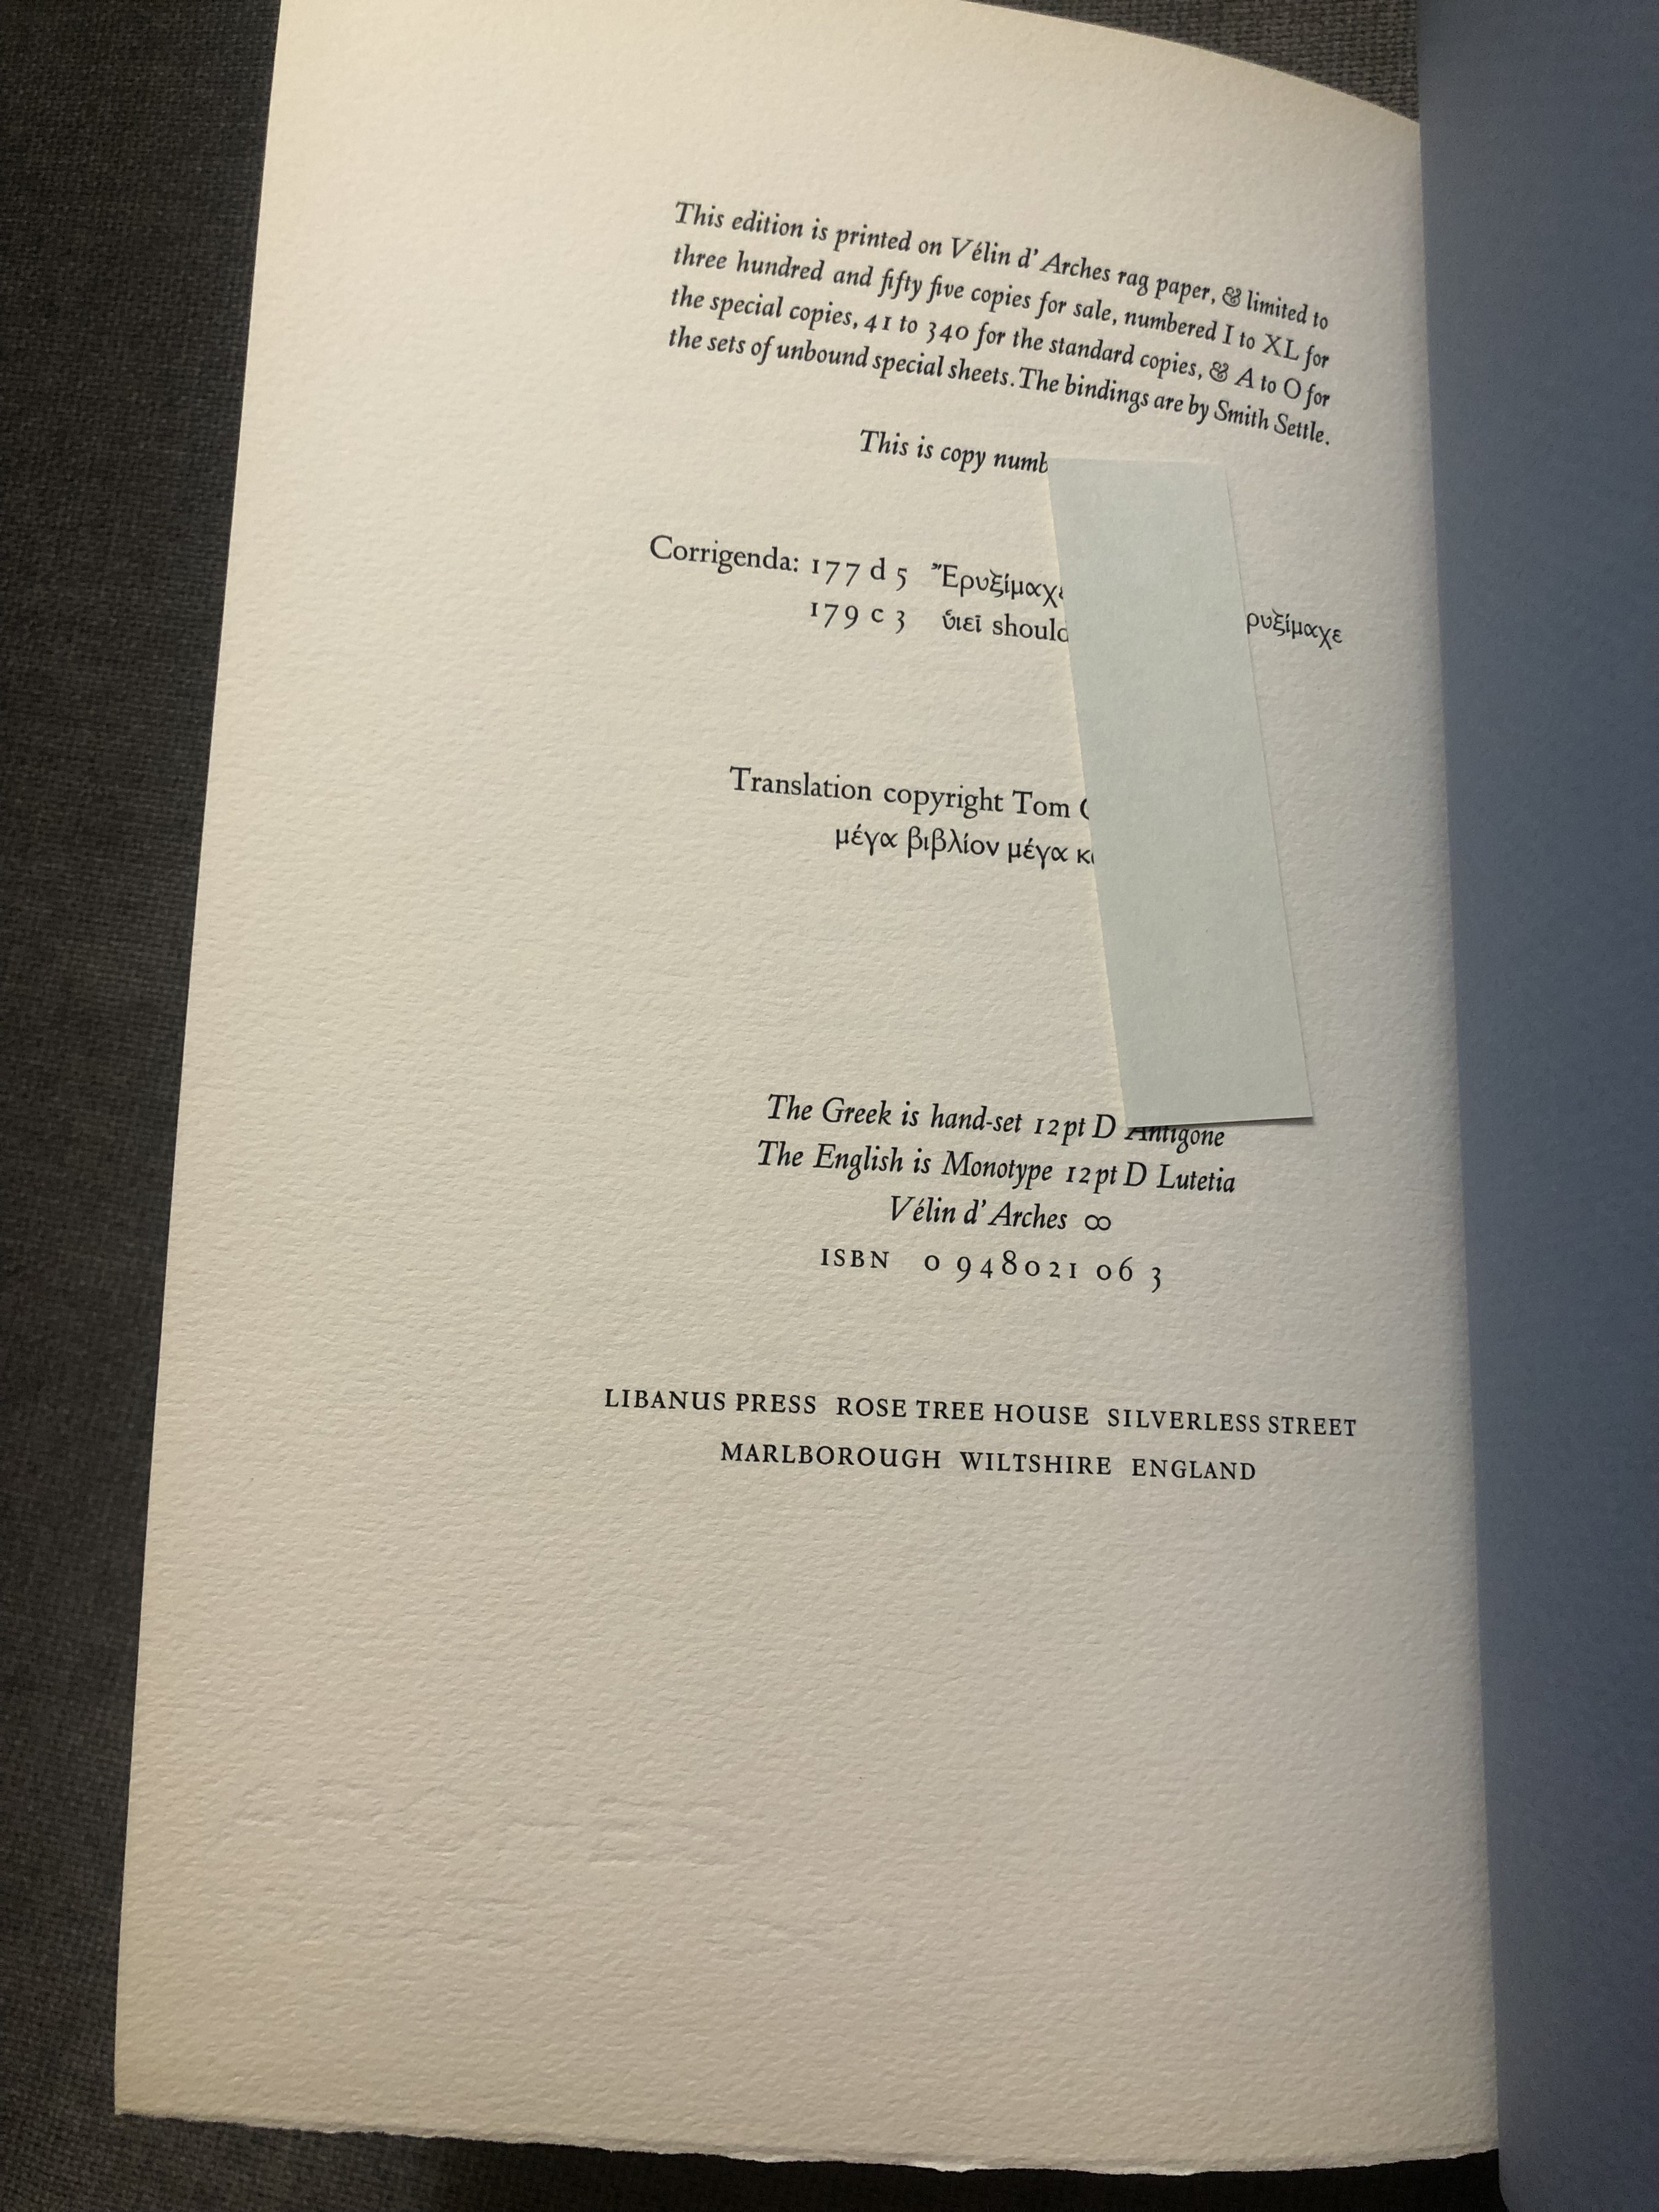 This edition is printed on Vélin d' Arches rag paper, & limited to
three hundred and fifty five copies for sale, numbered I to XL for
the special copies, 41 to 340 for the standard copies, & A to O for
the sets of unbound special sheets. The bindings are by Smith Settle.
This is copy
Corrigenda: 177 d 5
179 c 3 ὑιεῖ ρυξίμαχε
Translation copyright Tom
μέγα βιβλίον μέγα
The Greek is hand-set 12pt D Antigone
The English is Monotype 12pt D Lutetia
Vélin d' Arches ∞
ISBN 0 948021 06 3
LIBANUS PRESS ROSE TREE HOUSE SILVERLESS STREET
MARLBOROUGH WILTSHIRE ENGLAND